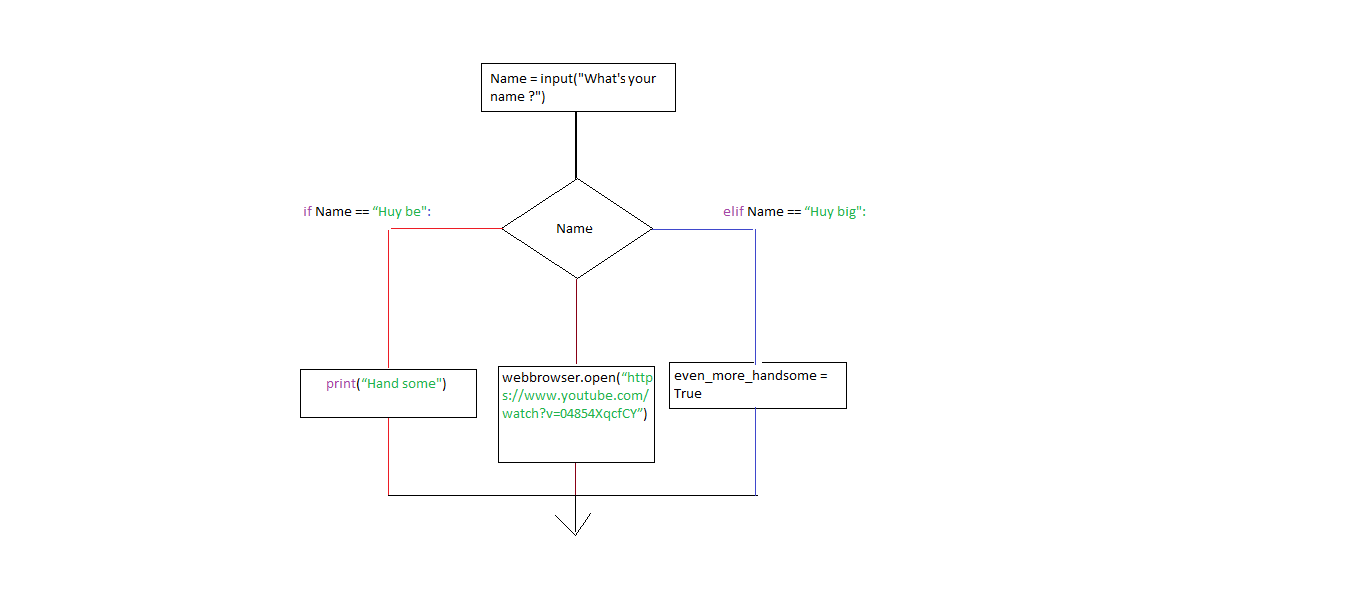 Name = input("What's your
name ?")
if Name == “Huy be":
elif Name == “Huy big":
Name
print(“Hand some")
webbrowser.open(“http
s://www.youtube.com/
watch?v=04854XqcfCY”)
even_more_handsome =
True